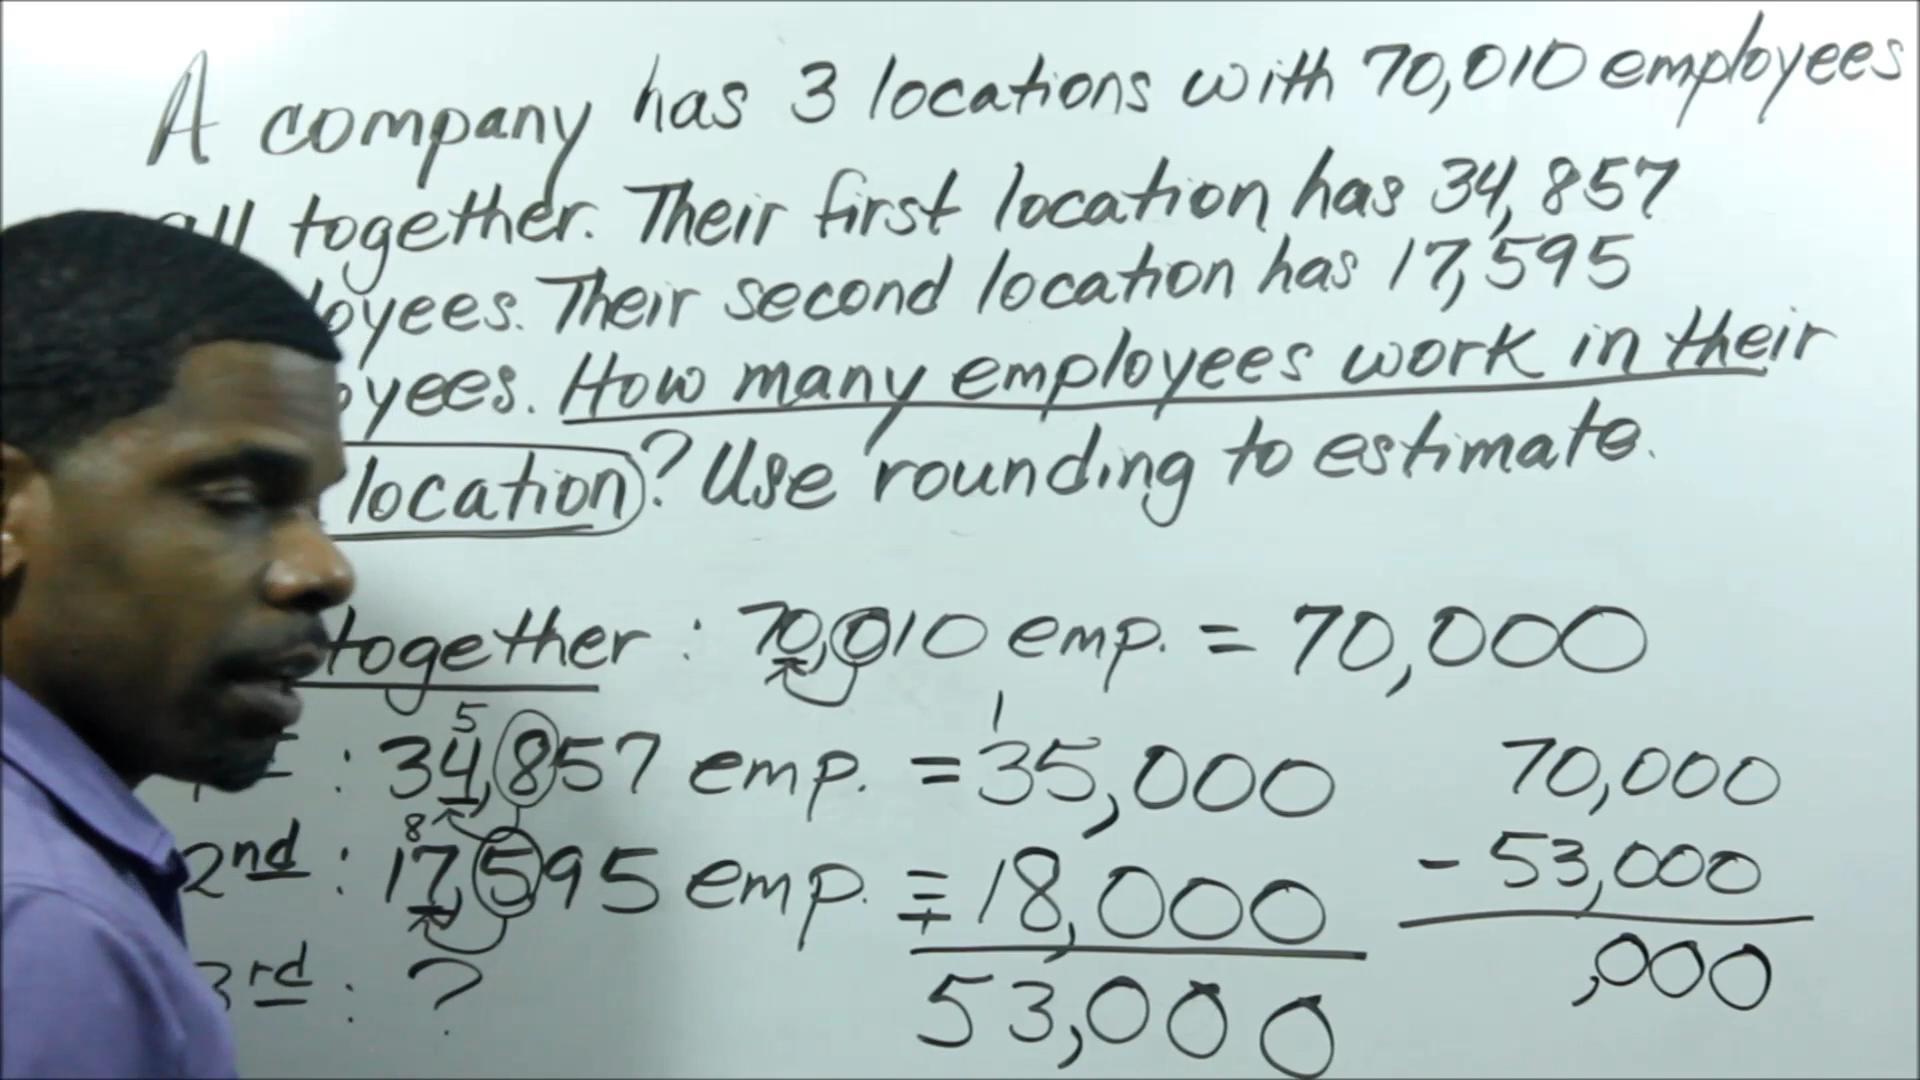 A company has 3 locations with 70,010 employees
together. Their first location has 34,857
Their second location has 17,595
How many employees work in their
location? Use rounding to estimate.
together : 70,010 emp. = 70,000
5
1
: 34,857 emp. = 35,000
70,000
8
2nd : 17,595 emp. = + 18,000
- 53,000
3rd : ?
53,000
,000